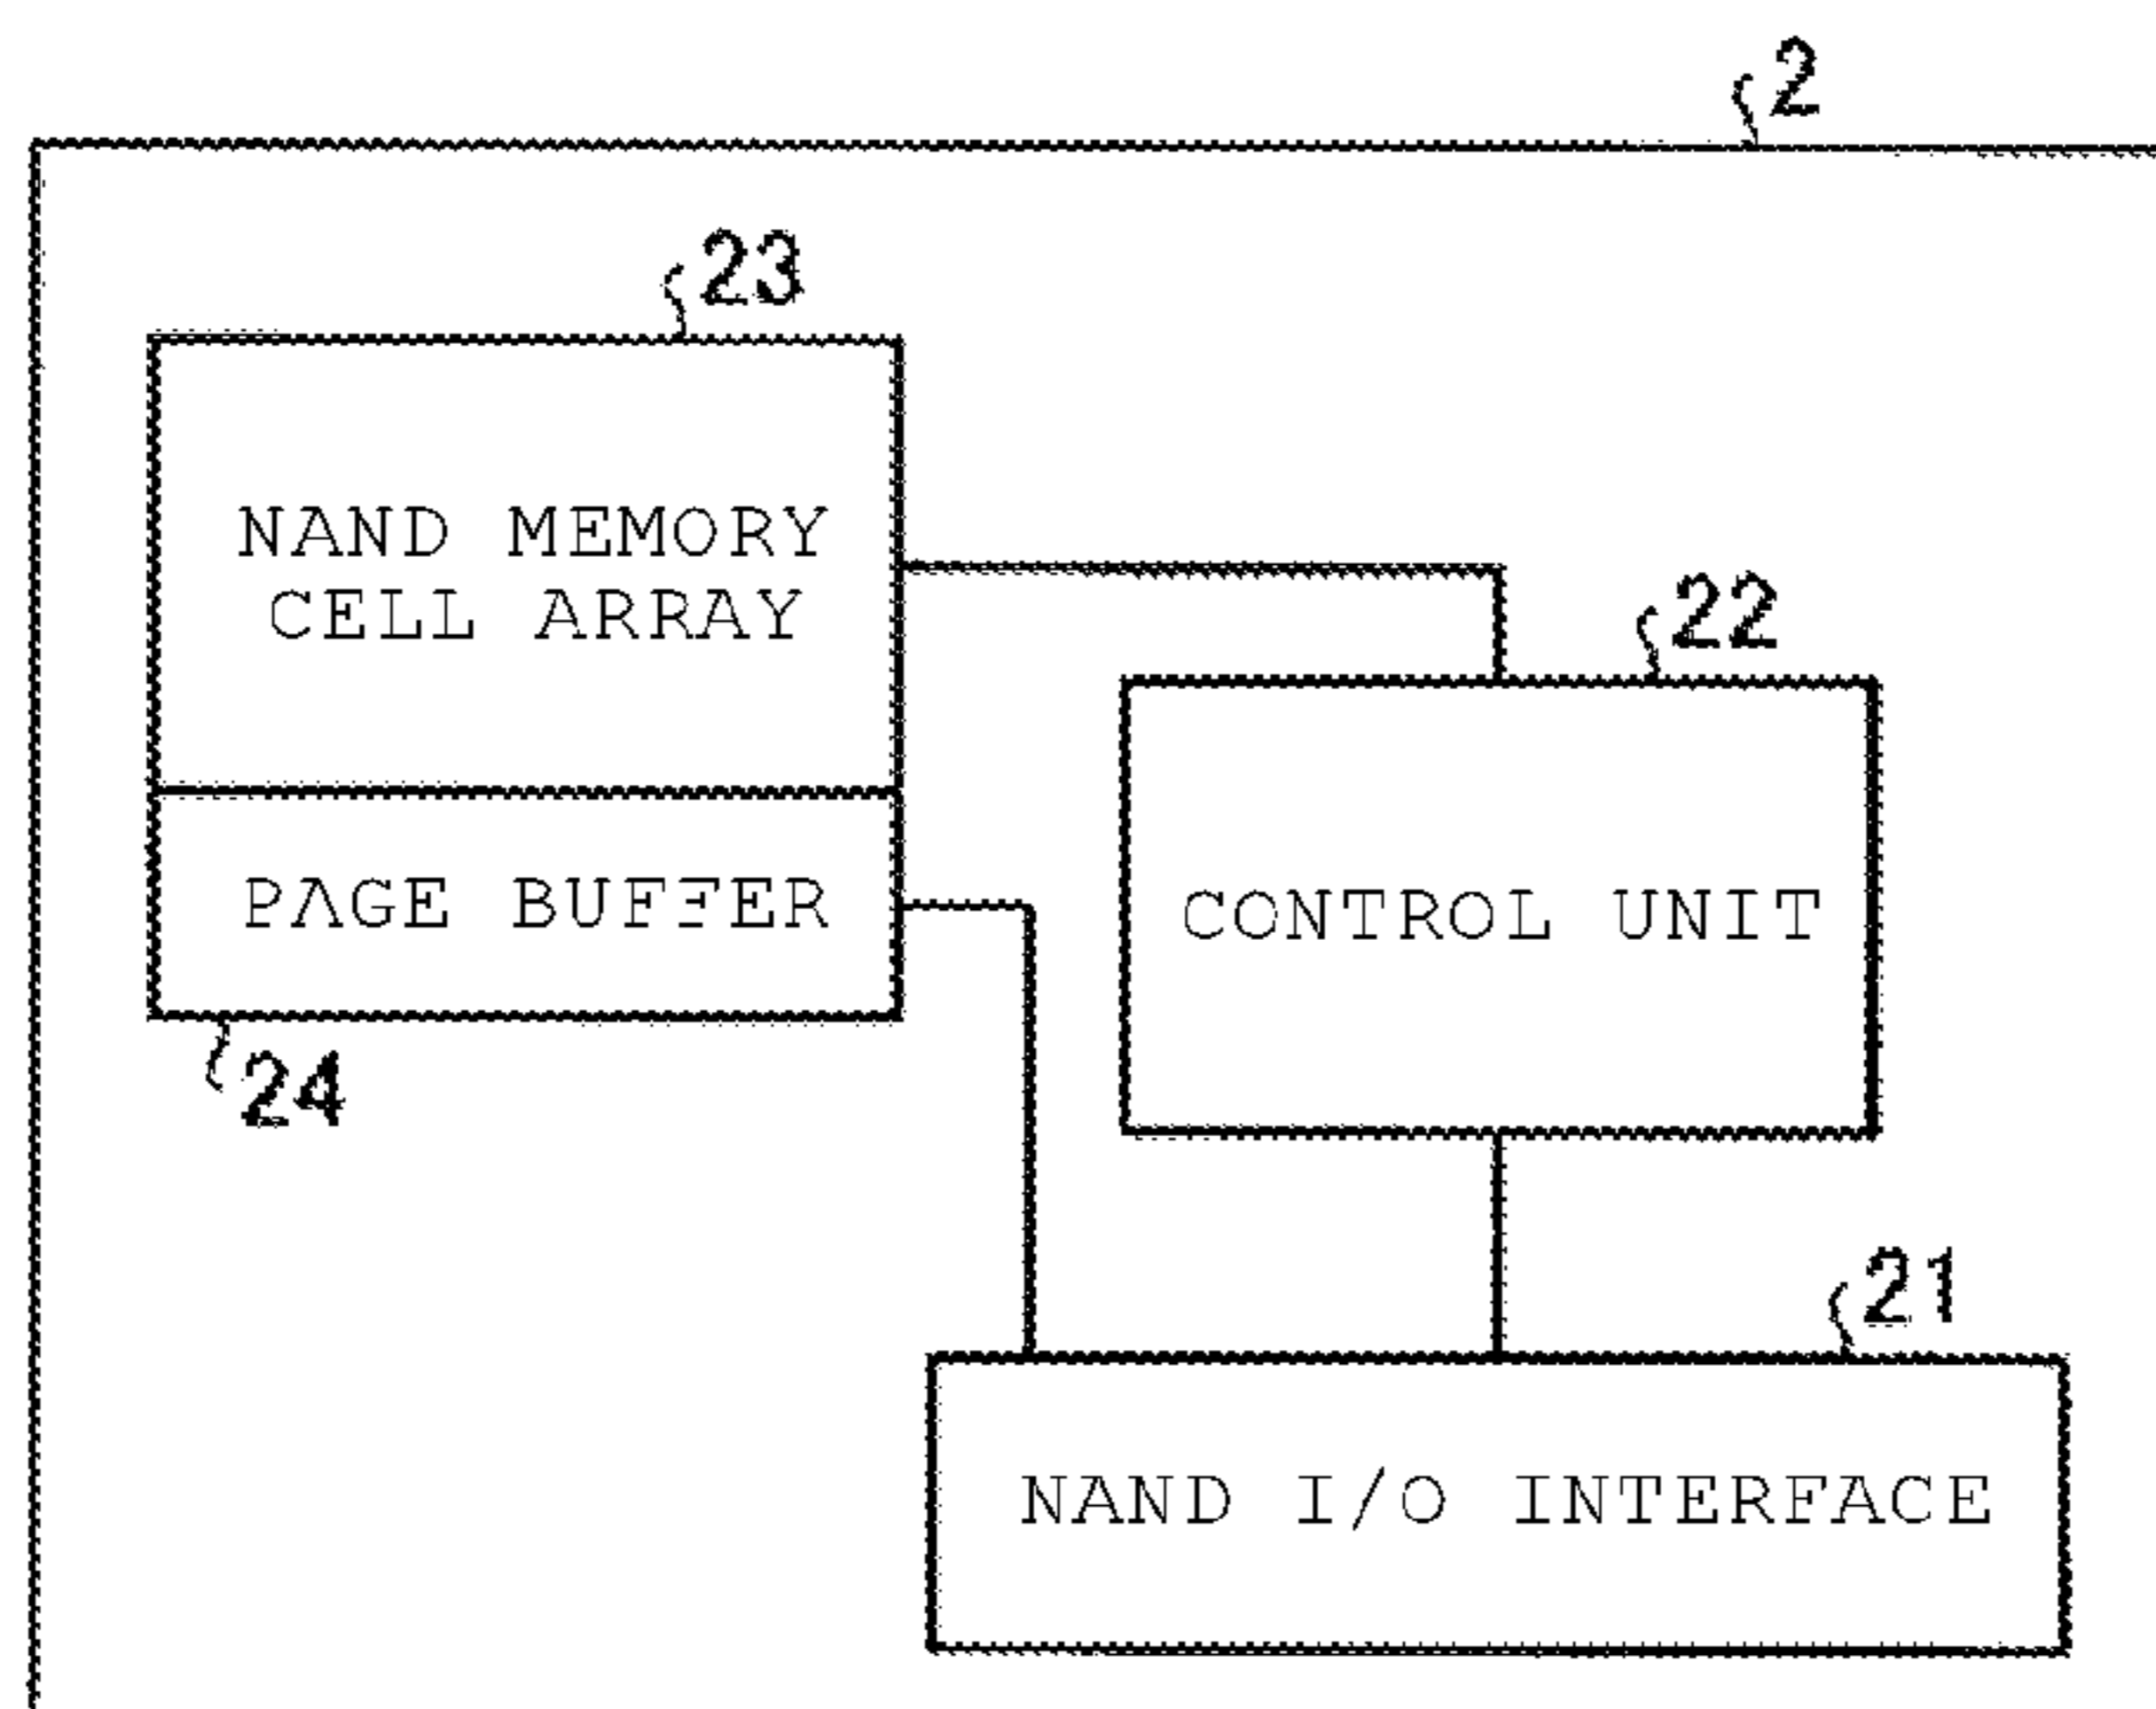 2
23
NAND MEMORY
CELL ARRAY
22
PAGE BUFFER
CONTROL UNIT
24
21
NAND I/O INTERFACE